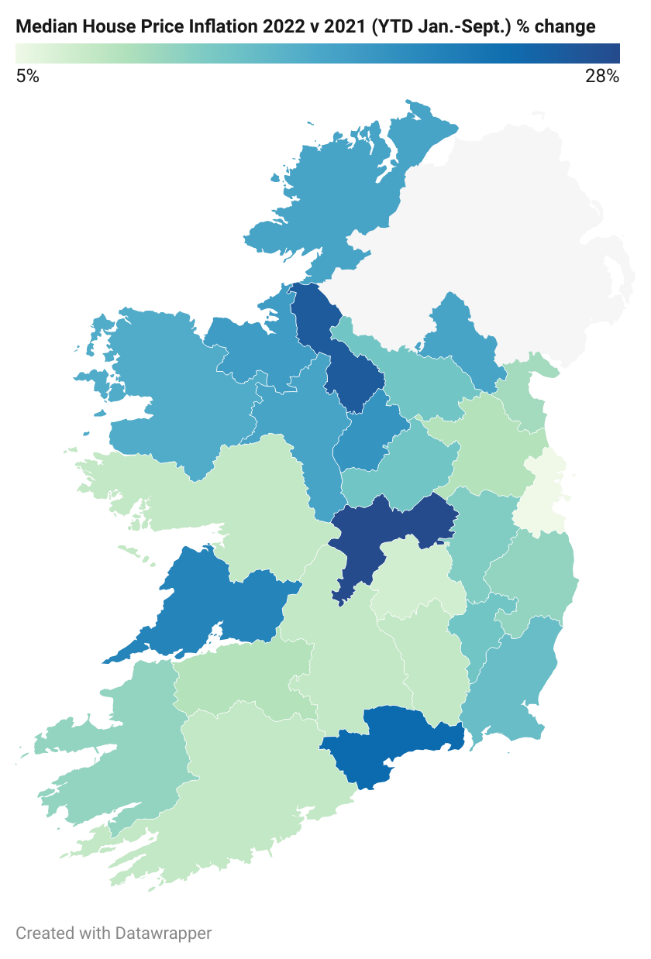 Median House Price Inflation 2022 v 2021 (YTD Jan.-Sept.) % change
5% 28%
Created with Datawrapper